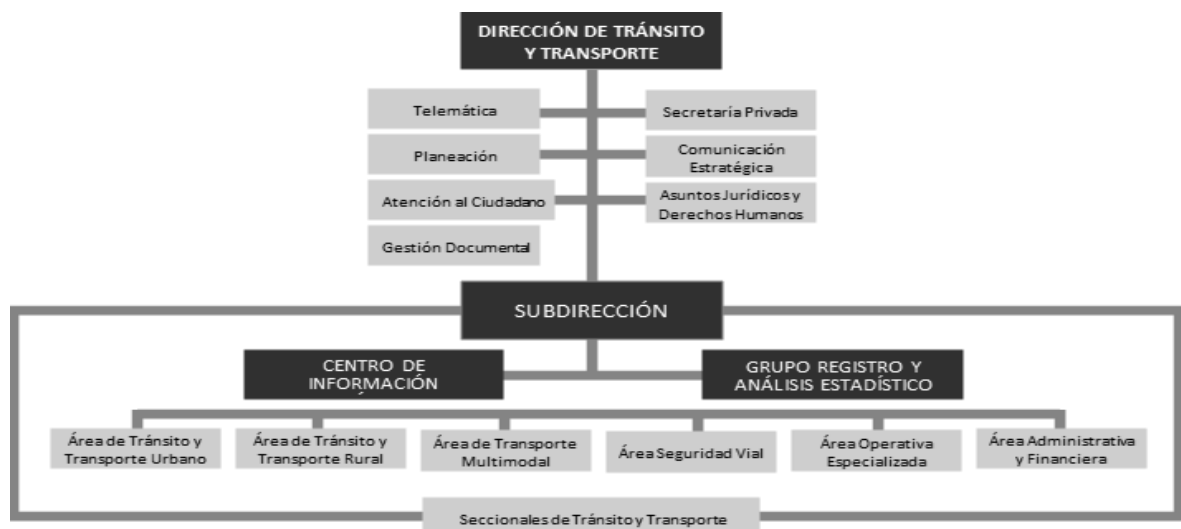 DIRECCIÓN DE TRÁNSITO
Y TRANSPORTE
Telemática
Secretaría Privada
Planeación
Comunicación
Estratégica
Atención al Ciudadano
Asuntos Jurídicos y
Derechos Humanos
Gestión Documental
SUBDIRECCIÓN
CENTRO DE
INFORMACIÓN
GRUPO REGISTRO Y
ANÁLISIS ESTADÍSTICO
Área de Tránsito y
Transporte Urbano
Área de Tránsito y
Transporte Rural
Área de Transporte
Multimodal
Área Seguridad Vial
Área Operativa
Especializada
Área Administrativa
y Financiera
Seccionales de Tránsito y Transporte